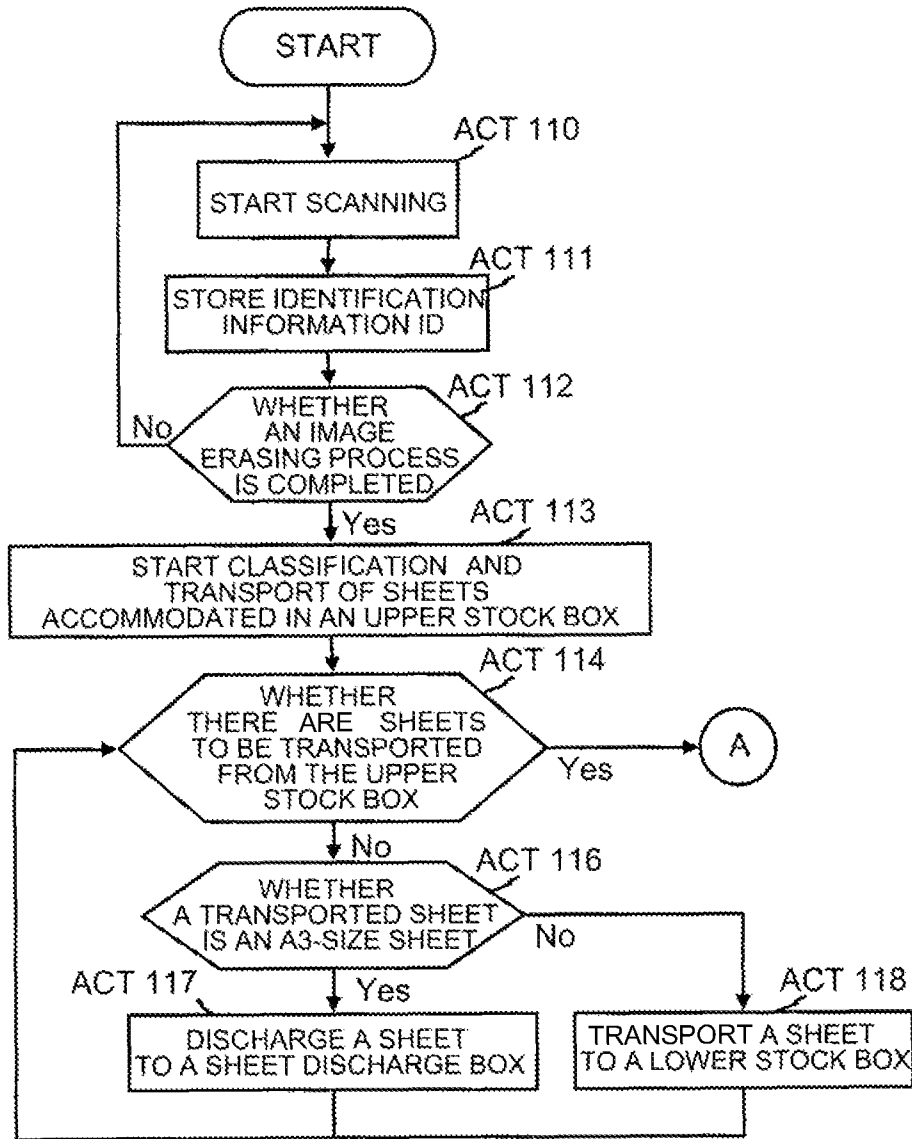 START
ACT 110
START SCANNING
ACT 111
STORE IDENTIFICATION
INFORMATION ID
ACT 112
WHETHER
AN IMAGE
ERASING PROCESS
IS COMPLETED
No
Yes
ACT 113
START CLASSIFICATION AND
TRANSPORT OF SHEETS
ACCOMMODATED IN AN UPPER STOCK BOX
ACT 114
WHETHER
THERE ARE SHEETS
TO BE TRANSPORTED
FROM THE UPPER
STOCK BOX
Yes
A
No
ACT 116
WHETHER
A TRANSPORTED SHEET
IS AN A3-SIZE SHEET
No
Yes
ACT 117
DISCHARGE A SHEET
TO A SHEET DISCHARGE BOX
ACT 118
TRANSPORT A SHEET
TO A LOWER STOCK BOX